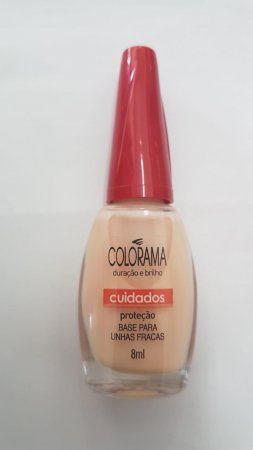 COLORAMA
duração e brilho
cuidados
proteção
BASE PARA
UNHAS FRACAS
8ml